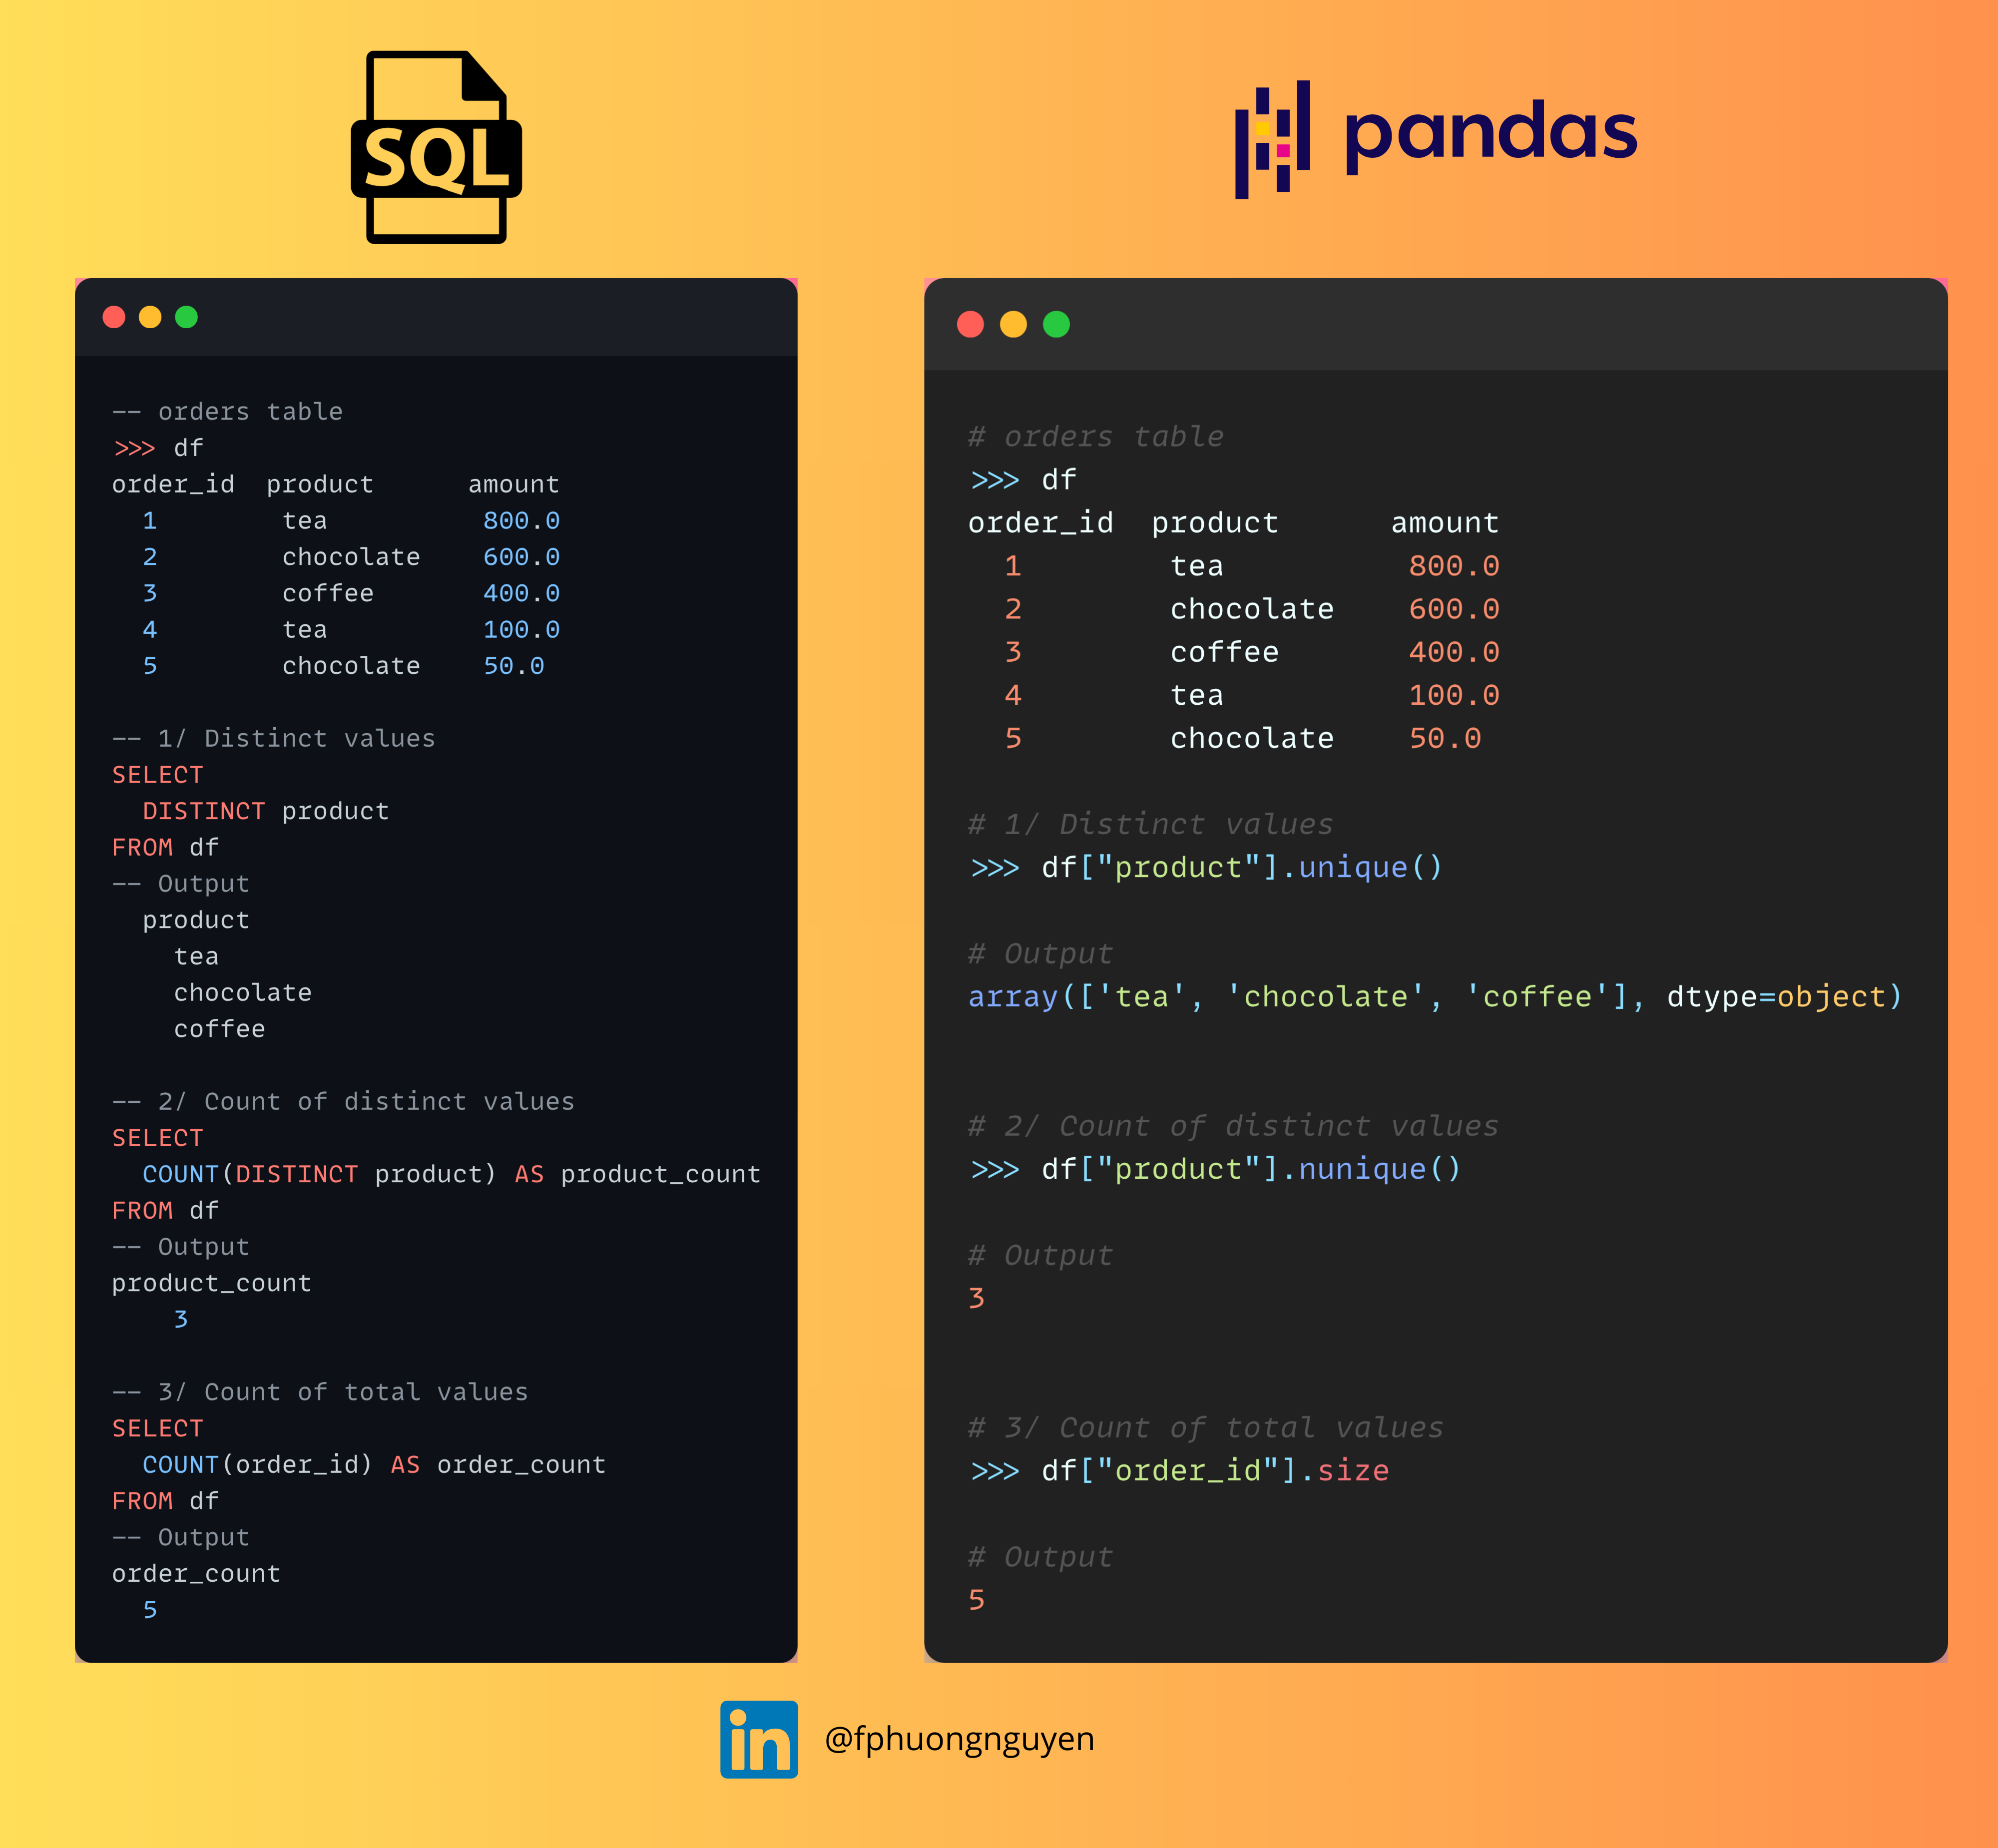 SQL
pandas
-- orders table
>>> df
order_id  product      amount
  1        tea          800.0
  2        chocolate    600.0
  3        coffee       400.0
  4        tea          100.0
  5        chocolate    50.0
-- 1/ Distinct values
SELECT
  DISTINCT product
FROM df
-- Output
  product
    tea
    chocolate
    coffee
-- 2/ Count of distinct values
SELECT
  COUNT(DISTINCT product) AS product_count
FROM df
-- Output
product_count
    3
-- 3/ Count of total values
SELECT
  COUNT(order_id) AS order_count
FROM df
-- Output
order_count
  5
# orders table
>>> df
order_id  product      amount
  1        tea          800.0
  2        chocolate    600.0
  3        coffee       400.0
  4        tea          100.0
  5        chocolate    50.0
# 1/ Distinct values
>>> df["product"].unique()
# Output
array(['tea', 'chocolate', 'coffee'], dtype=object)
# 2/ Count of distinct values
>>> df["product"].nunique()
# Output
3
# 3/ Count of total values
>>> df["order_id"].size
# Output
5
in @fphuongnguyen